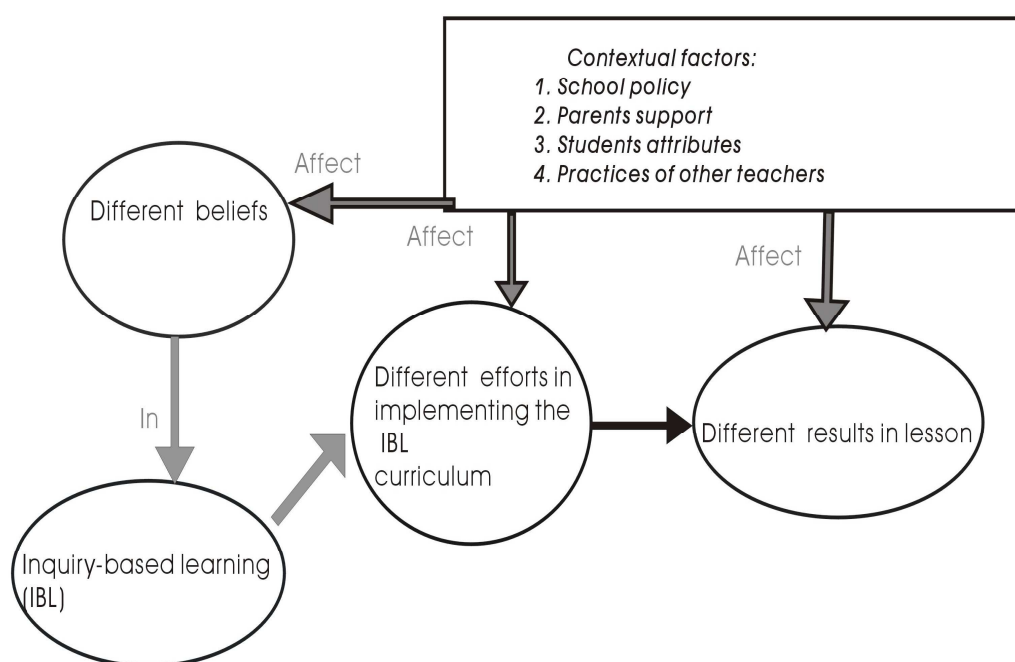 Contextual factors:
1. School policy
2. Parents support
3. Students attributes
4. Practices of other teachers
Affect
Different beliefs
Affect
Affect
Different efforts in
implementing the
IBL
curriculum
In
Different results in lesson
Inquiry-based learning
(IBL)